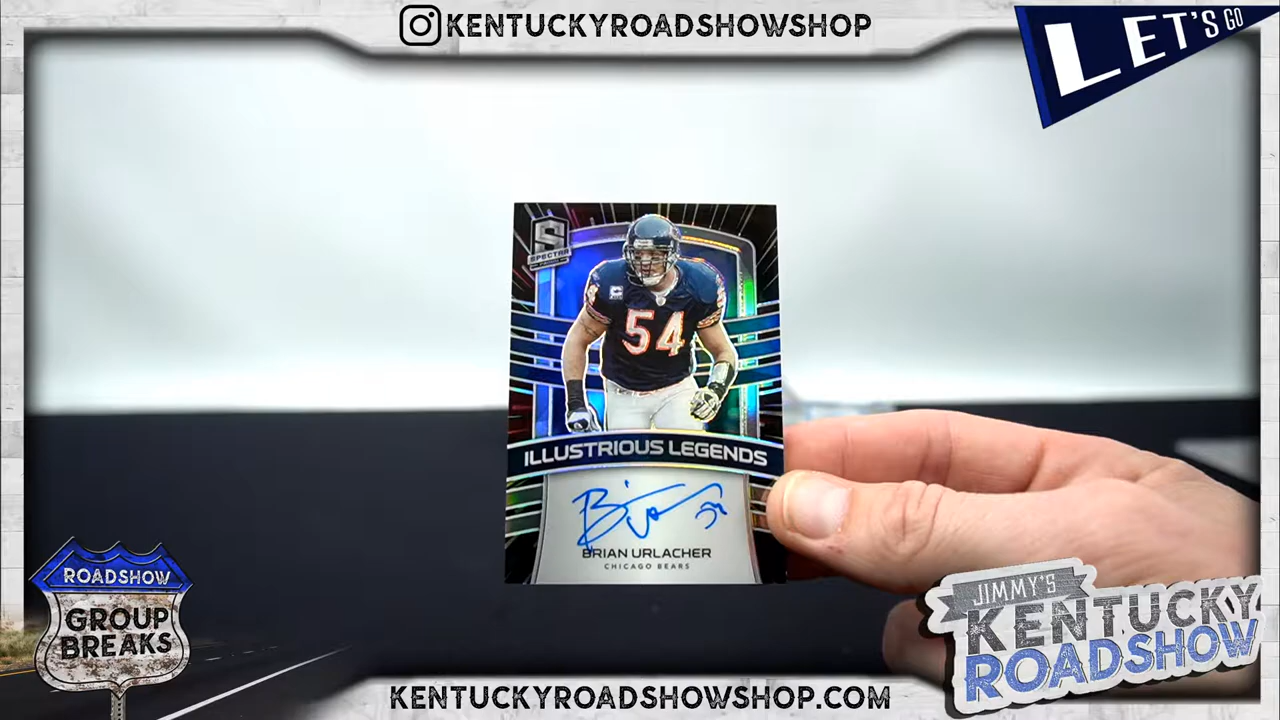 KENTUCKYROADSHOWSHOP
LET'S GO
S
SPECTRA
C
54
ILLUSTRIOUS LEGENDS
BRIAN URLACHER
CHICAGO BEARS
ROADSHOW
GROUP
BREAKS
JIMMY'S
KENTUCKY
ROADSHOW
KENTUCKYROADSHOWSHOP.COM